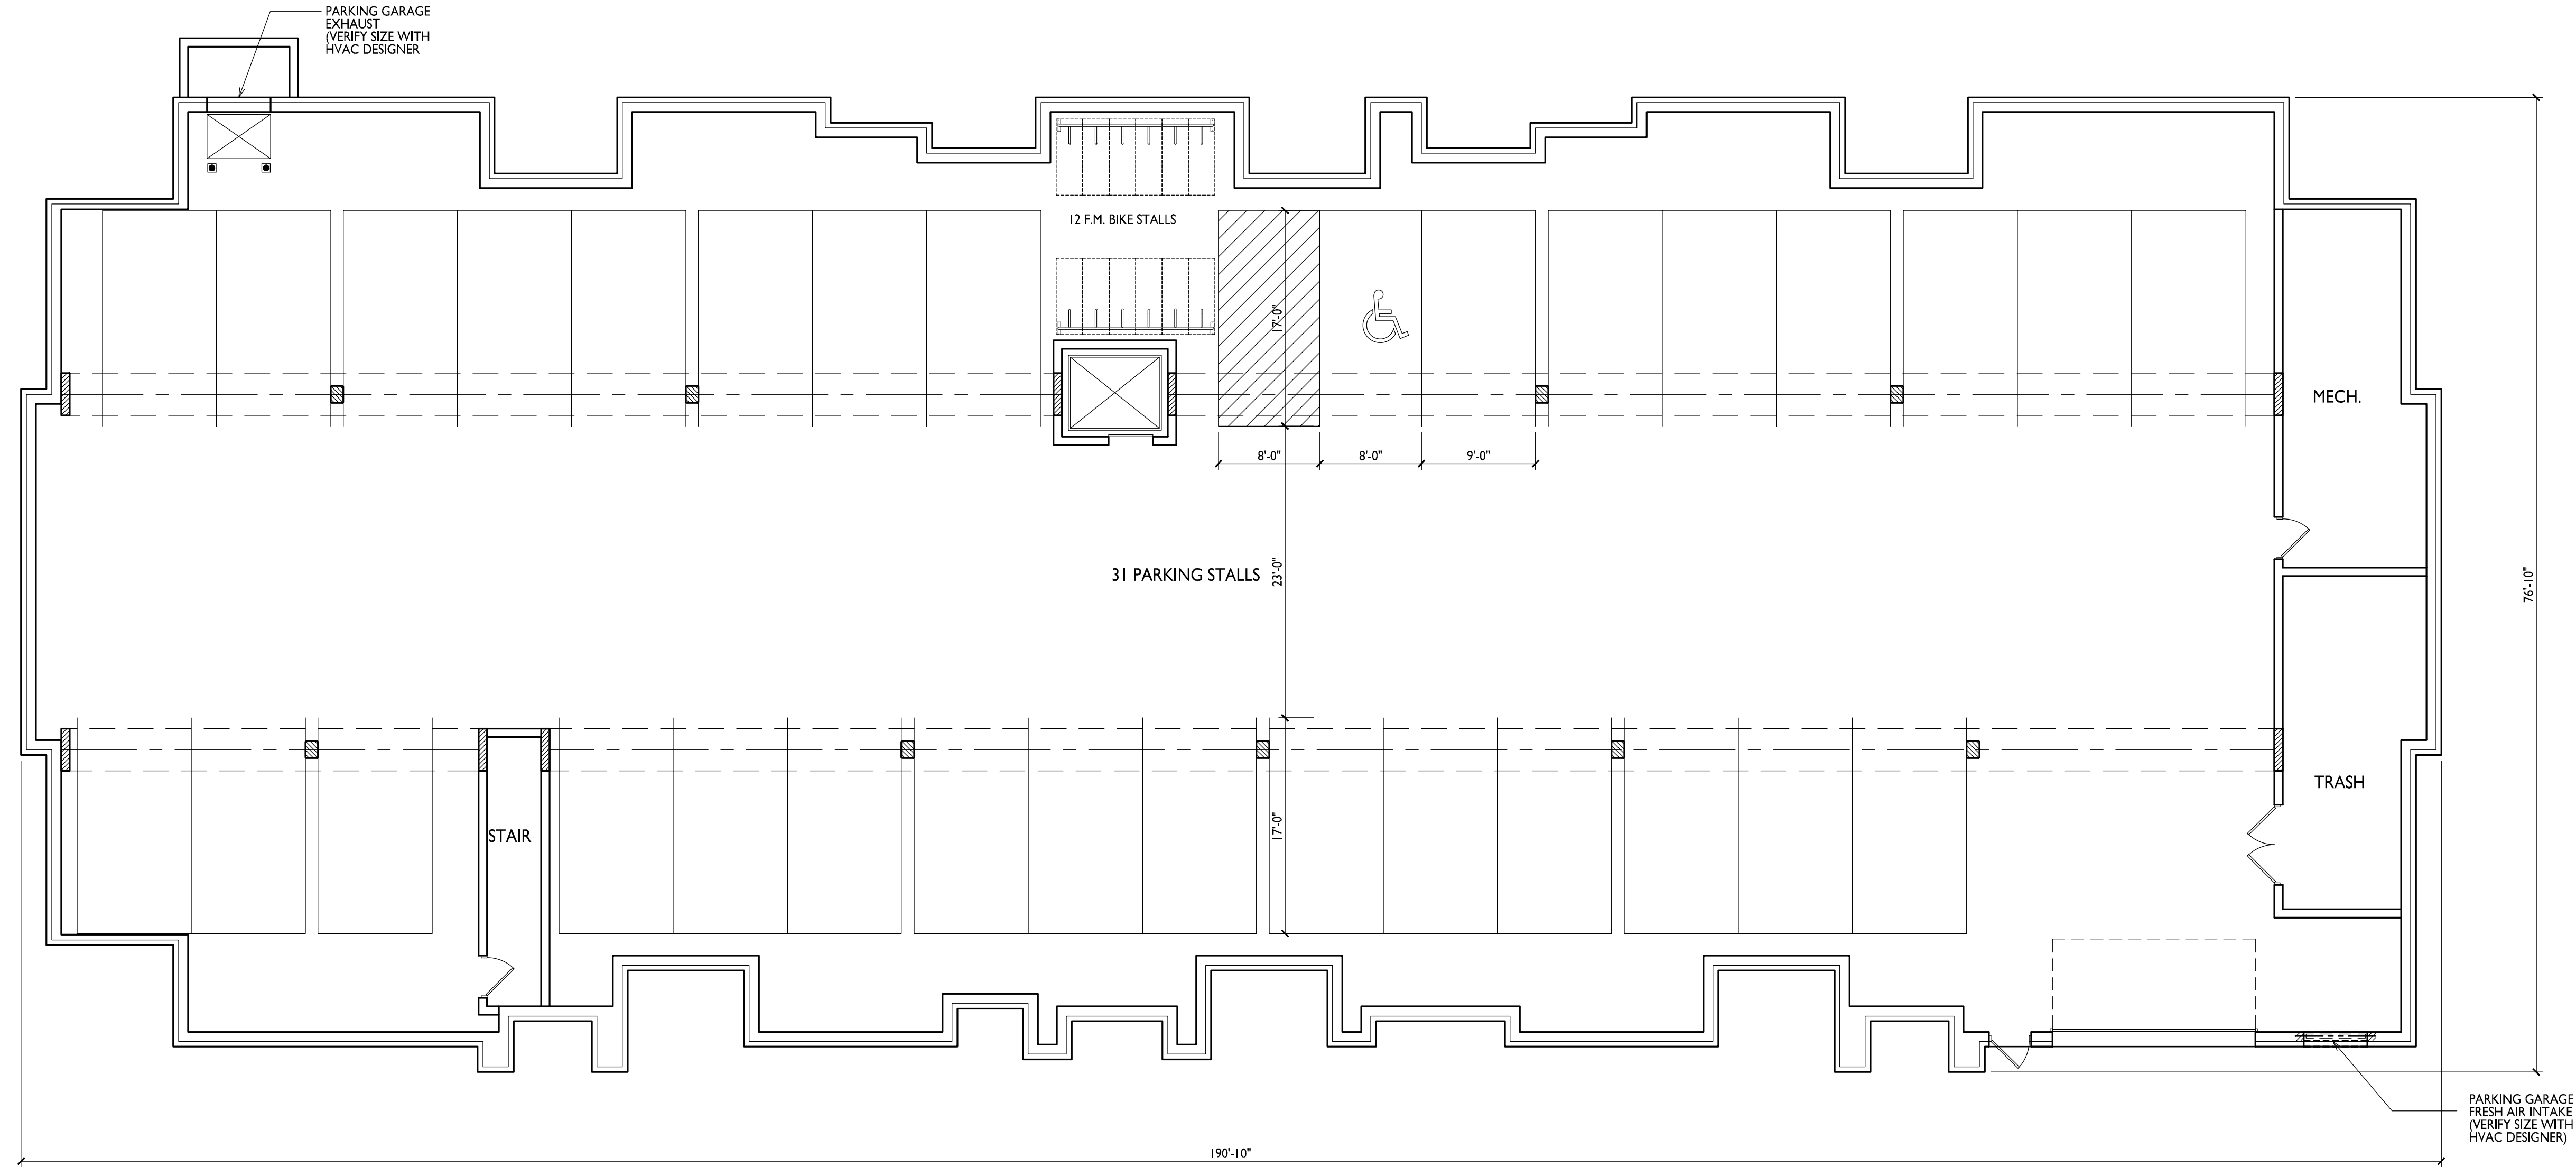 PARKING GARAGE
EXHAUST
(VERIFY SIZE WITH
HVAC DESIGNER
12 F.M. BIKE STALLS
17'-0"
MECH.
8'-0"
8'-0"
9'-0"
31 PARKING STALLS
23'-0"
76'-10"
TRASH
STAIR
17'-0"
PARKING GARAGE
FRESH AIR INTAKE
(VERIFY SIZE WITH
HVAC DESIGNER)
190'-10"